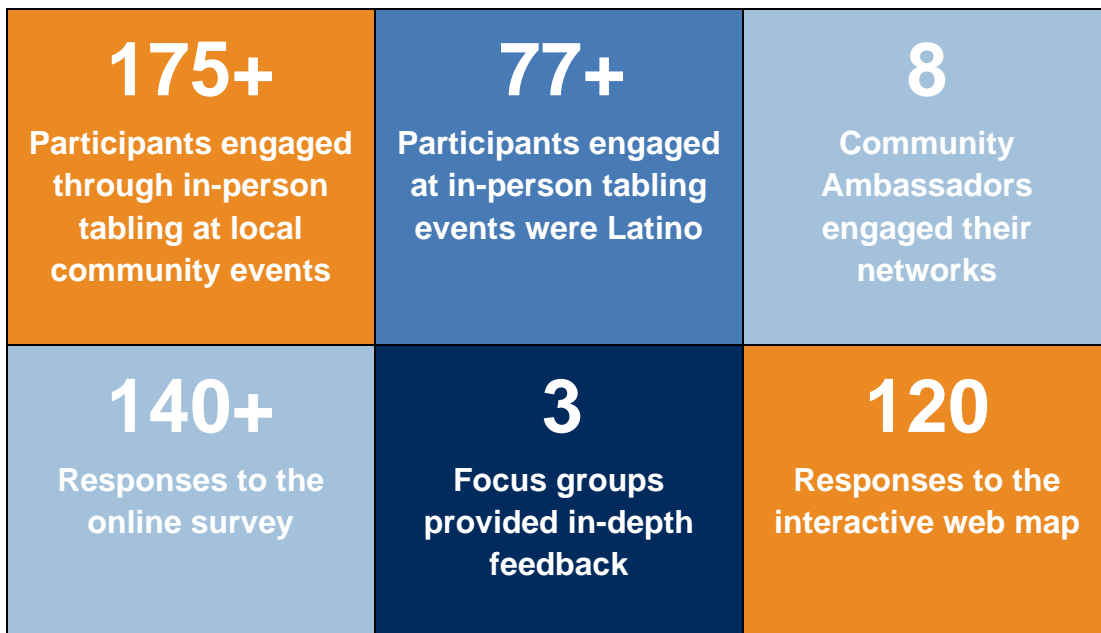 175+
Participants engaged
through in-person
tabling at local
community events
77+
Participants engaged
at in-person tabling
events were Latino
8
Community
Ambassadors
engaged their
networks
140+
Responses to the
online survey
3
Focus groups
provided in-depth
feedback
120
Responses to the
interactive web map